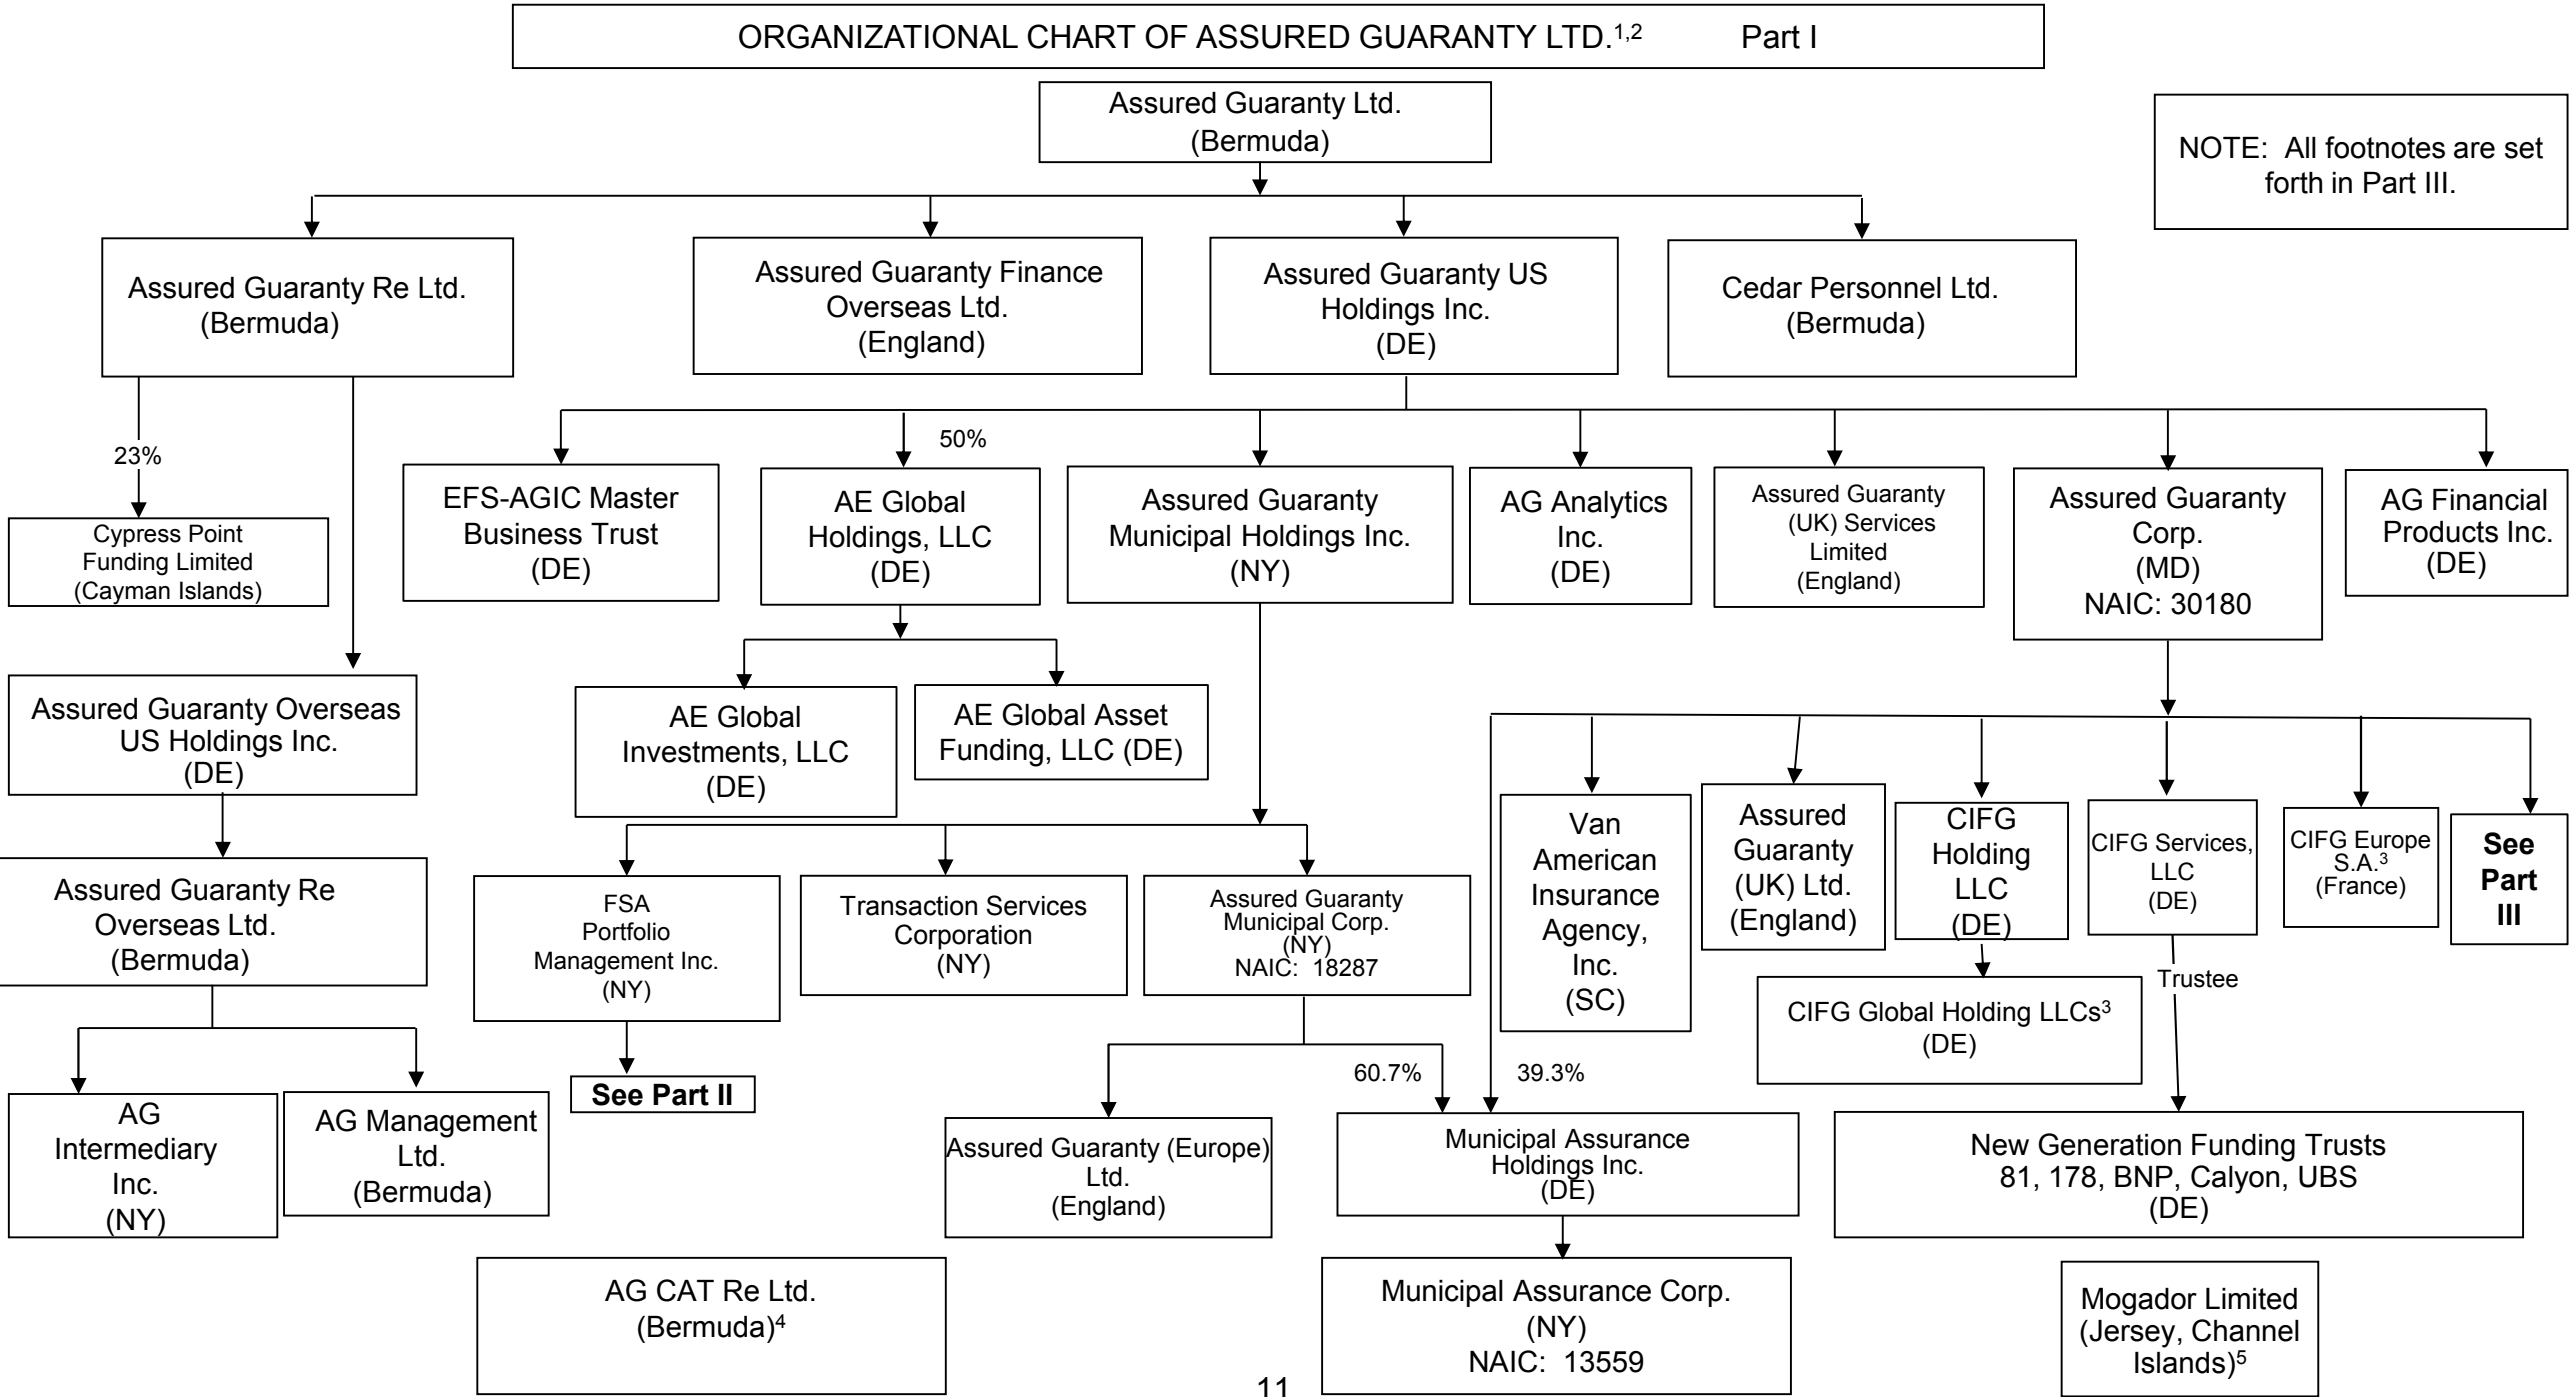 ORGANIZATIONAL CHART OF ASSURED GUARANTY LTD.1,2 Part I
Assured Guaranty Ltd.
(Bermuda)
NOTE: All footnotes are set
forth in Part III.
Assured Guaranty Re Ltd.
(Bermuda)
Assured Guaranty Finance
Overseas Ltd.
(England)
Assured Guaranty US
Holdings Inc.
(DE)
Cedar Personnel Ltd.
(Bermuda)
23%
50%
Cypress Point
Funding Limited
(Cayman Islands)
EFS-AGIC Master
Business Trust
(DE)
AE Global
Holdings, LLC
(DE)
Assured Guaranty
Municipal Holdings Inc.
(NY)
AG Analytics
Inc.
(DE)
Assured Guaranty
(UK) Services
Limited
(England)
Assured Guaranty
Corp.
(MD)
NAIC: 30180
AG Financial
Products Inc.
(DE)
Assured Guaranty Overseas
US Holdings Inc.
(DE)
AE Global
Investments, LLC
(DE)
AE Global Asset
Funding, LLC (DE)
Assured Guaranty Re
Overseas Ltd.
(Bermuda)
FSA
Portfolio
Management Inc.
(NY)
Transaction Services
Corporation
(NY)
Assured Guaranty
Municipal Corp.
(NY)
NAIC: 18287
Van
American
Insurance
Agency,
Inc.
(SC)
Assured
Guaranty
(UK) Ltd.
(England)
CIFG
Holding
LLC
(DE)
CIFG Services,
LLC
(DE)
CIFG Europe
S.A.3
(France)
See
Part
III
Trustee
CIFG Global Holding LLCs3
(DE)
See Part II
60.7%
39.3%
AG
Intermediary
Inc.
(NY)
AG Management
Ltd.
(Bermuda)
Assured Guaranty (Europe)
Ltd.
(England)
Municipal Assurance
Holdings Inc.
(DE)
New Generation Funding Trusts
81, 178, BNP, Calyon, UBS
(DE)
AG CAT Re Ltd.
(Bermuda)4
Municipal Assurance Corp.
(NY)
NAIC: 13559
Mogador Limited
(Jersey, Channel
Islands)5
11